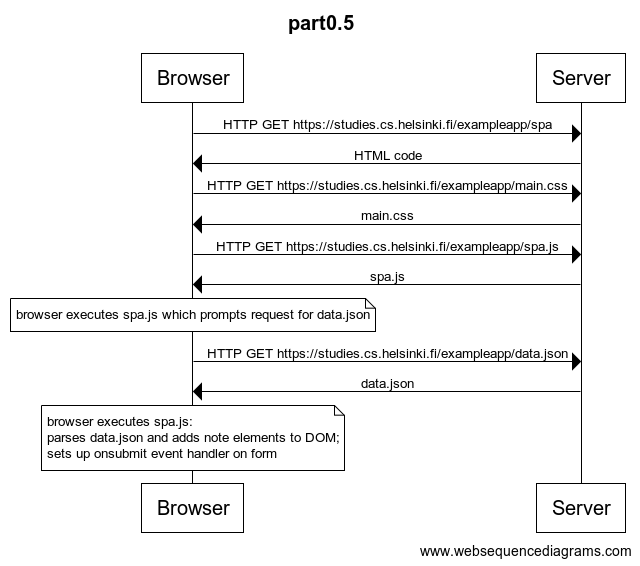 part0.5
Browser
Server
HTTP GET https://studies.cs.helsinki.fi/exampleapp/spa
HTML code
HTTP GET https://studies.cs.helsinki.fi/exampleapp/main.css
main.css
HTTP GET https://studies.cs.helsinki.fi/exampleapp/spa.js
spa.js
browser executes spa.js which prompts request for data.json
HTTP GET https://studies.cs.helsinki.fi/exampleapp/data.json
data.json
browser executes spa.js:
parses data.json and adds note elements to DOM;
sets up onsubmit event handler on form
Browser
Server
www.websequencediagrams.com